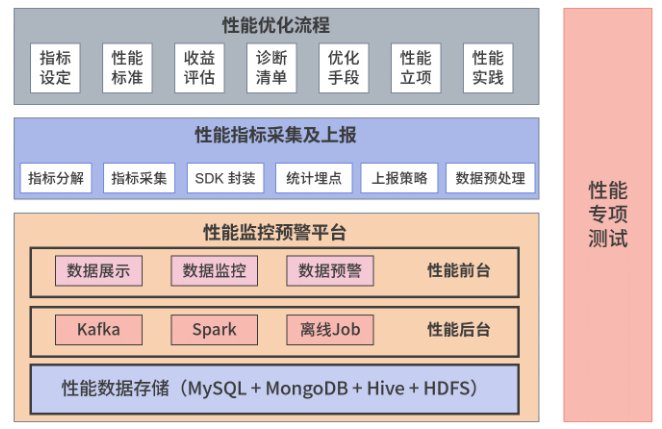 性能优化流程
指标
设定
性能
标准
收益
评估
诊断
清单
优化
手段
性能
立项
性能
实践
性能指标采集及上报
指标分解
指标采集
SDK 封装
统计埋点
上报策略
数据预处理
性能监控预警平台
数据展示
数据监控
数据预警
性能前台
Kafka
Spark
离线Job
性能后台
性能数据存储（MySQL + MongoDB + Hive + HDFS）
性能
专项
测试